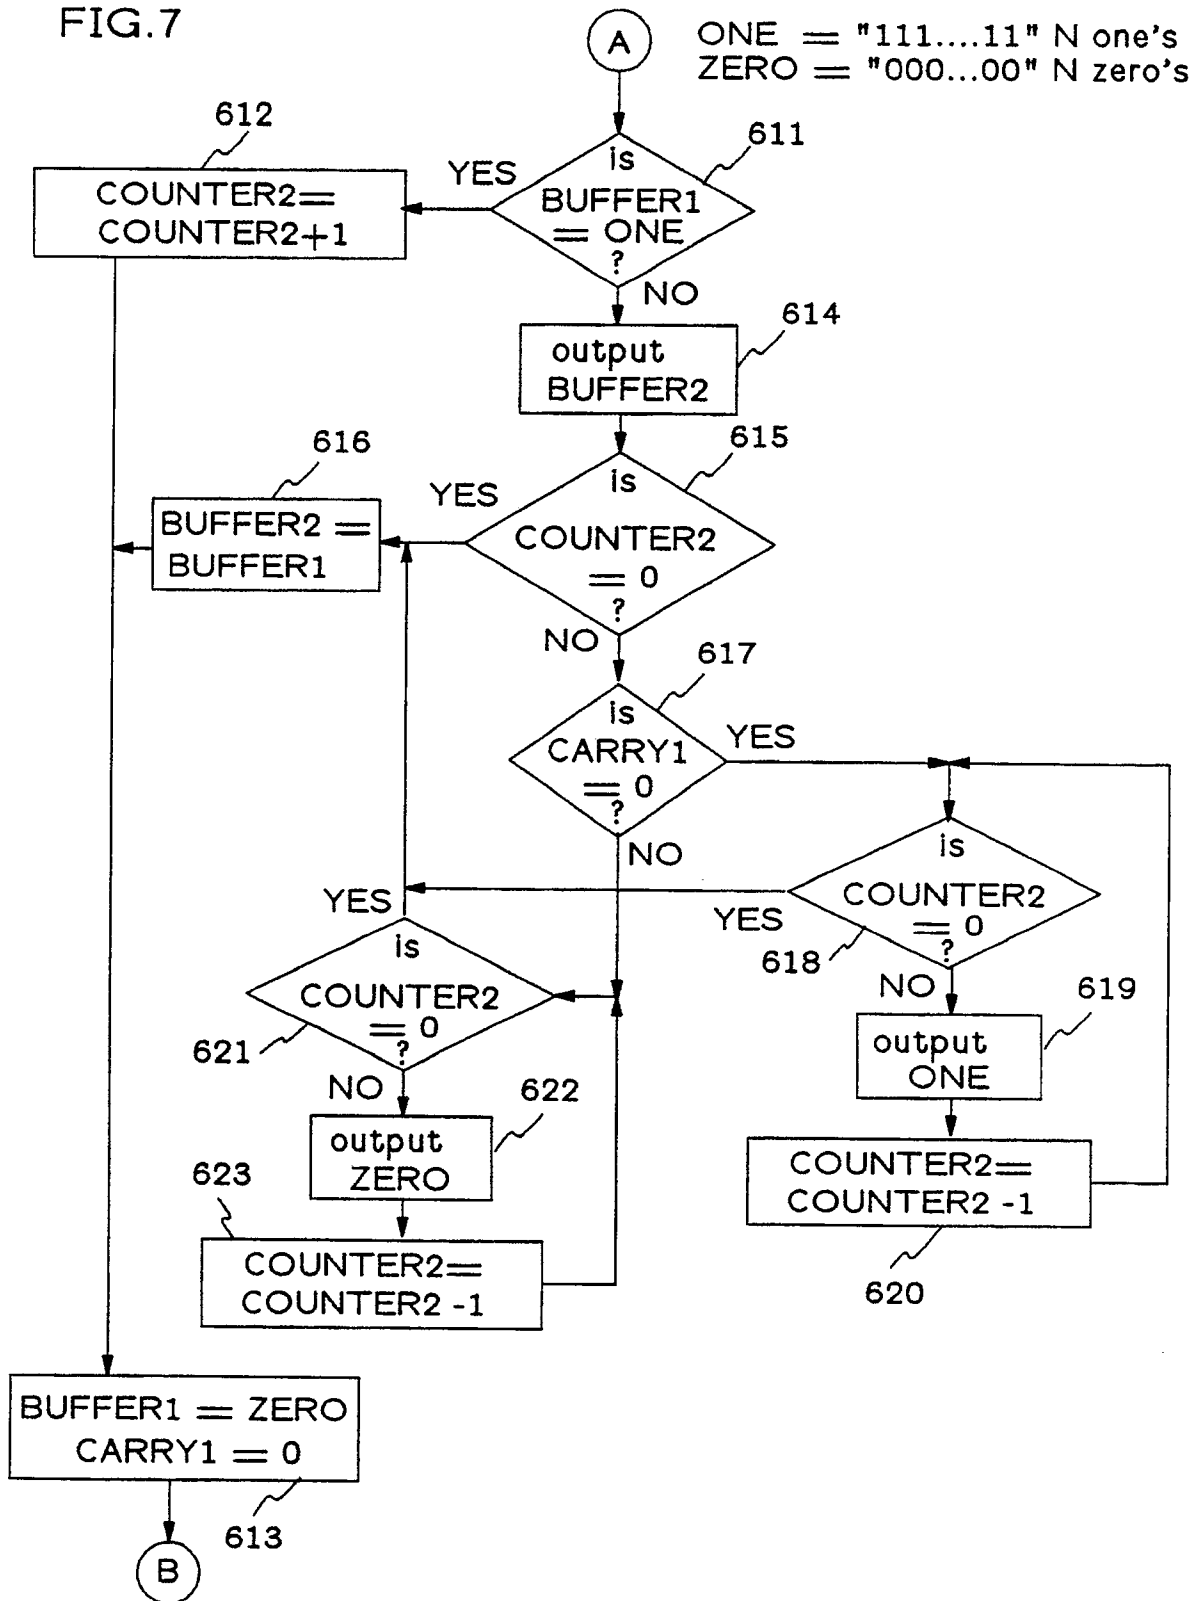 FIG.7
A
ONE = "111....11" N one's
ZERO = "000...00" N zero's
612
611
YES
is
BUFFER1
= ONE
?
COUNTER2=
COUNTER2+1
NO
614
output
BUFFER2
615
616
YES
is
COUNTER2
= 0
?
BUFFER2 =
BUFFER1
NO
617
is
CARRY1
= 0
?
YES
NO
is
COUNTER2
= 0
?
YES
618
YES
is
COUNTER2
= 0
?
621
NO
619
output
ONE
NO
622
output
ZERO
623
COUNTER2=
COUNTER2 -1
620
COUNTER2=
COUNTER2 -1
BUFFER1 = ZERO
CARRY1 = 0
613
B